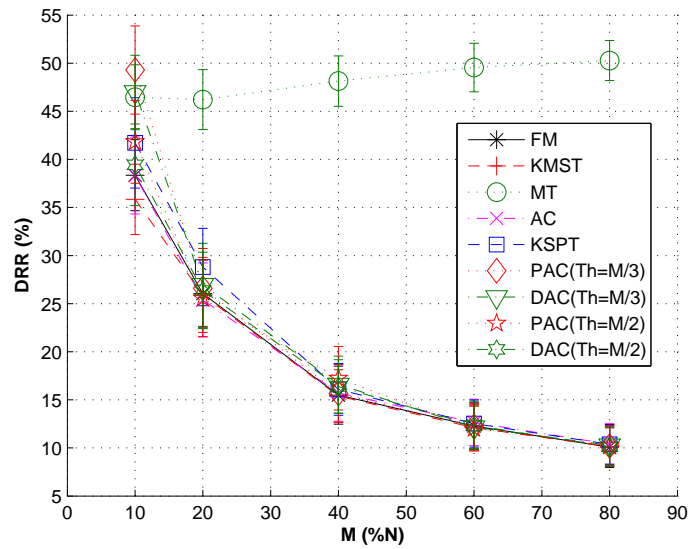 55
50
45
40
35
30
25
20
15
10
5
DRR (%)
FM
KMST
MT
AC
KSPT
PAC(Th=M/3)
DAC(Th=M/3)
PAC(Th=M/2)
DAC(Th=M/2)
0 10 20 30 40 50 60 70 80 90
M (%N)